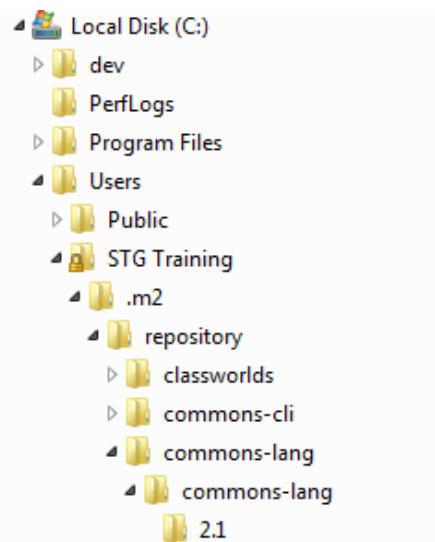 Local Disk (C:)
dev
PerfLogs
Program Files
Users
Public
STG Training
.m2
repository
classworlds
commons-cli
commons-lang
commons-lang
2.1